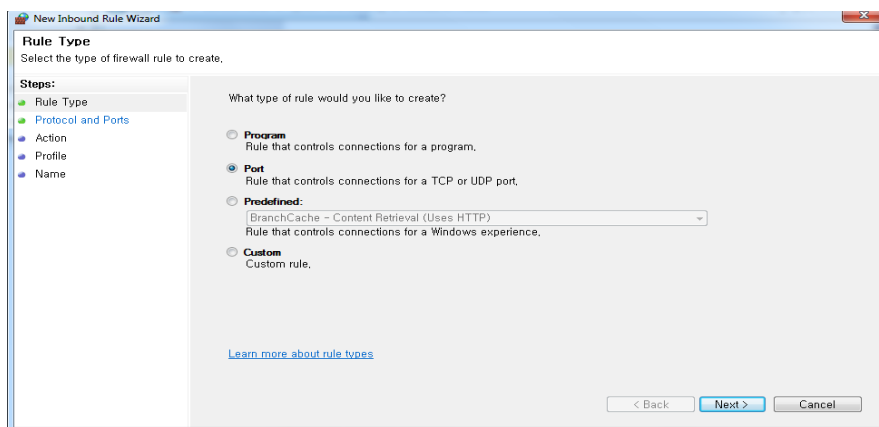 New Inbound Rule Wizard
Rule Type
Select the type of firewall rule to create.
Steps:
Rule Type
Protocol and Ports
Action
Profile
Name
What type of rule would you like to create?
Program
Rule that controls connections for a program.
Port
Rule that controls connections for a TCP or UDP port.
Predefined:
BranchCache - Content Retrieval (Uses HTTP)
Rule that controls connections for a Windows experience.
Custom
Custom rule.
Learn more about rule types
< Back
Next >
Cancel